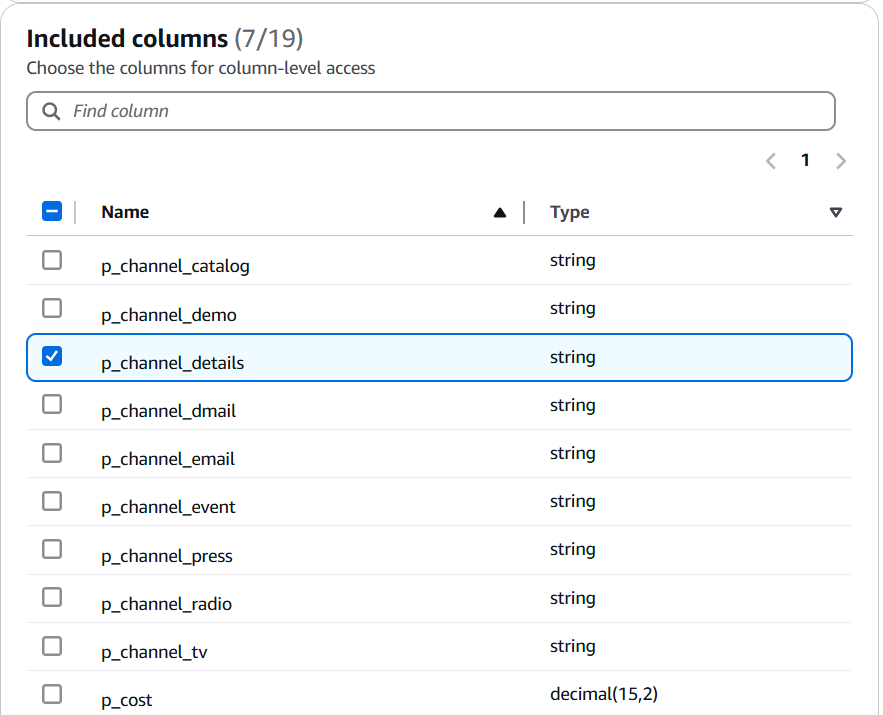 Included columns (7/19)
Choose the columns for column-level access
Find column
1
Name Type
p_channel_catalog string
p_channel_demo string
p_channel_details string
p_channel_dmail string
p_channel_email string
p_channel_event string
p_channel_press string
p_channel_radio string
p_channel_tv string
p_cost decimal(15,2)